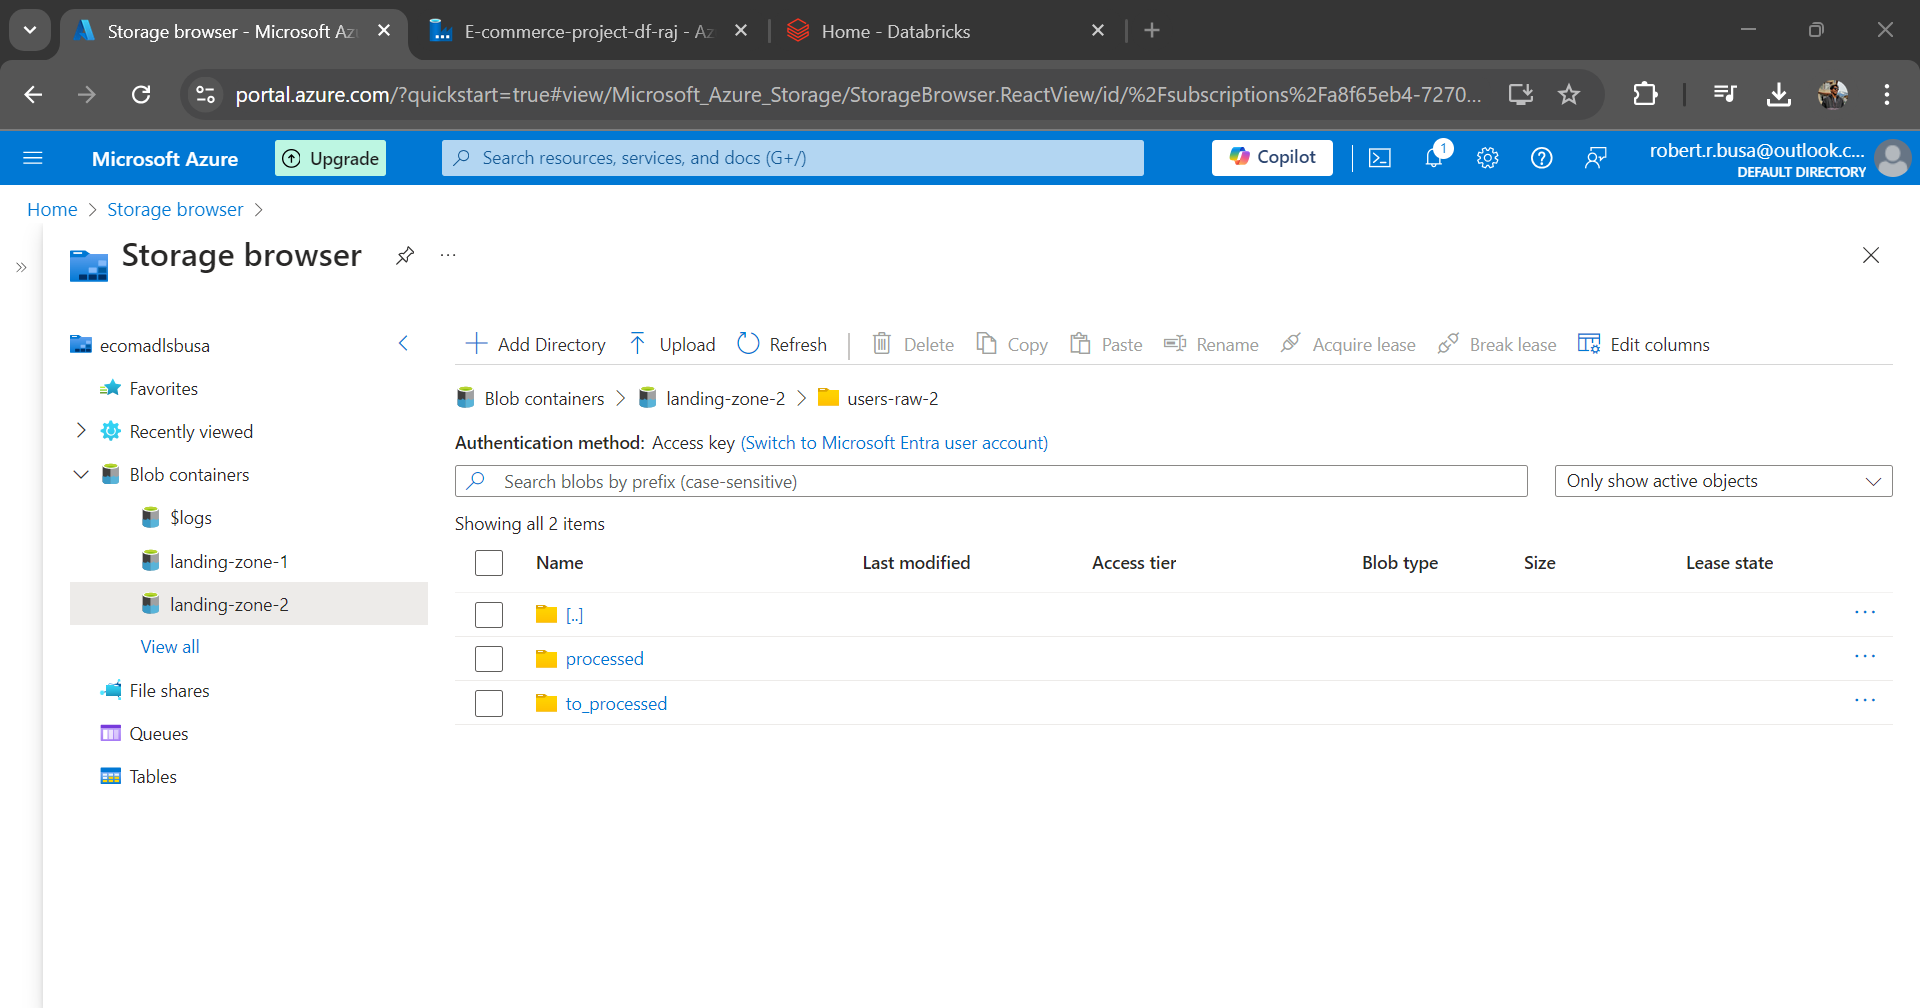 Storage browser - Microsoft Az
E-commerce-project-df-raj - Az
Home - Databricks
portal.azure.com/?quickstart=true#view/Microsoft_Azure_Storage/StorageBrowser.ReactView/id/%2Fsubscriptions%2Fa8f65eb4-7270...
Microsoft Azure
Upgrade
Search resources, services, and docs (G+/)
Copilot
1
robert.r.busa@outlook.c...
DEFAULT DIRECTORY
Home > Storage browser >
Storage browser
...
ecomadlsbusa
Favorites
Recently viewed
Blob containers
$logs
landing-zone-1
landing-zone-2
View all
File shares
Queues
Tables
Add Directory
Upload
Refresh
Delete
Copy
Paste
Rename
Acquire lease
Break lease
Edit columns
Blob containers > landing-zone-2 > users-raw-2
Authentication method: Access key (Switch to Microsoft Entra user account)
Search blobs by prefix (case-sensitive)
Only show active objects
Showing all 2 items
Name Last modified Access tier Blob type Size Lease state
[..]
processed
to_processed